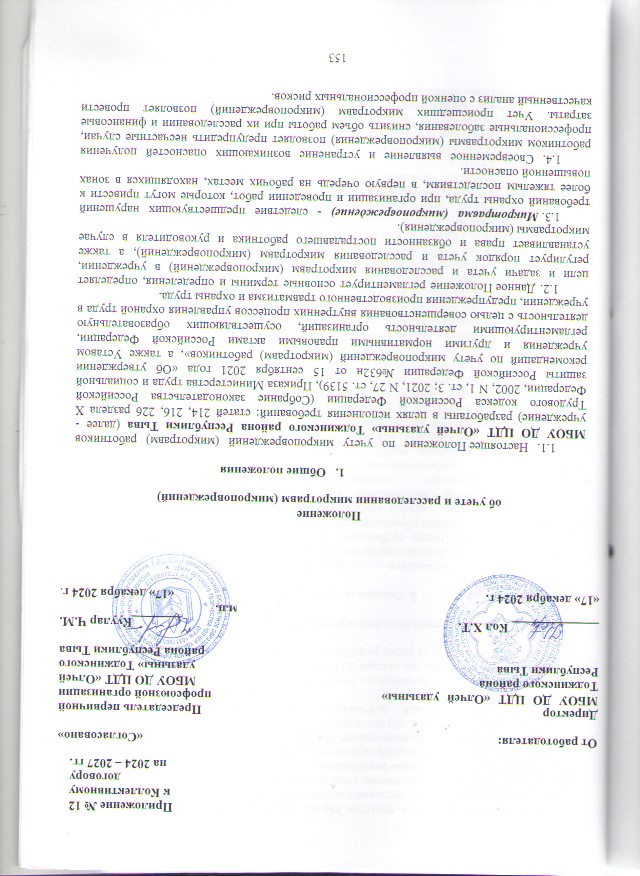 Приложение № 12
к Коллективному
договору
на 2024 – 2027 гг.
От работодателя:
Директор
МБОУ ДО ЦДТ «Олчей удазыны»
Тоджинского района
Республики Тыва
Кол Х.Т.
«17» декабря 2024 г.
«Согласовано»
Председатель первичной
профсоюзной организации
МБОУ ДО ЦДТ «Олчей
удазыны» Тоджинского
района Республики Тыва
Куулар Ч.М.
м.п.
«17» декабря 2024 г.
Положение
об учете и расследовании микротравм (микроповреждений)
1. Общие положения
1.1. Настоящее Положение по учету микроповреждений (микротравм) работников
МБОУ ДО ЦДТ «Олчей удазыны» Тоджинского района Республики Тыва (далее -
учреждение) разработаны в целях исполнения требований: статей 214, 216, 226 раздела X
Трудового кодекса Российской Федерации (Собрание законодательства Российской
Федерации, 2002, N 1, ст. 3; 2021, N 27, ст. 5139), Приказа Министерства труда и социальной
защиты Российской Федерации №632н от 15 сентября 2021 года «Об утверждении
рекомендаций по учету микроповреждений (микротравм) работников», а также Уставом
учреждения и другими нормативными правовыми актами Российской Федерации,
регламентирующими деятельность организаций, осуществляющих образовательную
деятельность с целью совершенствования внутренних процессов управления охраной труда в
учреждении, предупреждения производственного травматизма и охраны труда.
1.2. Данное Положение регламентирует основные термины и определения, определяет
цели и задачи учета и расследования микротравм (микроповреждений) в учреждении,
регулирует порядок учета и расследования микротравм (микроповреждений), а также
устанавливает права и обязанности пострадавшего работника и руководителя в случае
микротравмы (микроповреждения).
1.3. Микротравма (микроповреждение) - следствие предшествующих нарушений
требований охраны труда, при организации и проведении работ, которые могут привести к
более тяжелым последствиям, в первую очередь на рабочих местах, находящихся в зонах
повышенной опасности.
1.4. Своевременное выявление и устранение возникающих опасностей получения
работником микротравмы (микроповреждения) позволяет предупредить несчастные случаи,
профессиональные заболевания, снизить объем работы при их расследовании и финансовые
затраты. Учет происшедших микротравм (микроповреждений) позволяет провести
качественный анализ с оценкой профессиональных рисков.
153